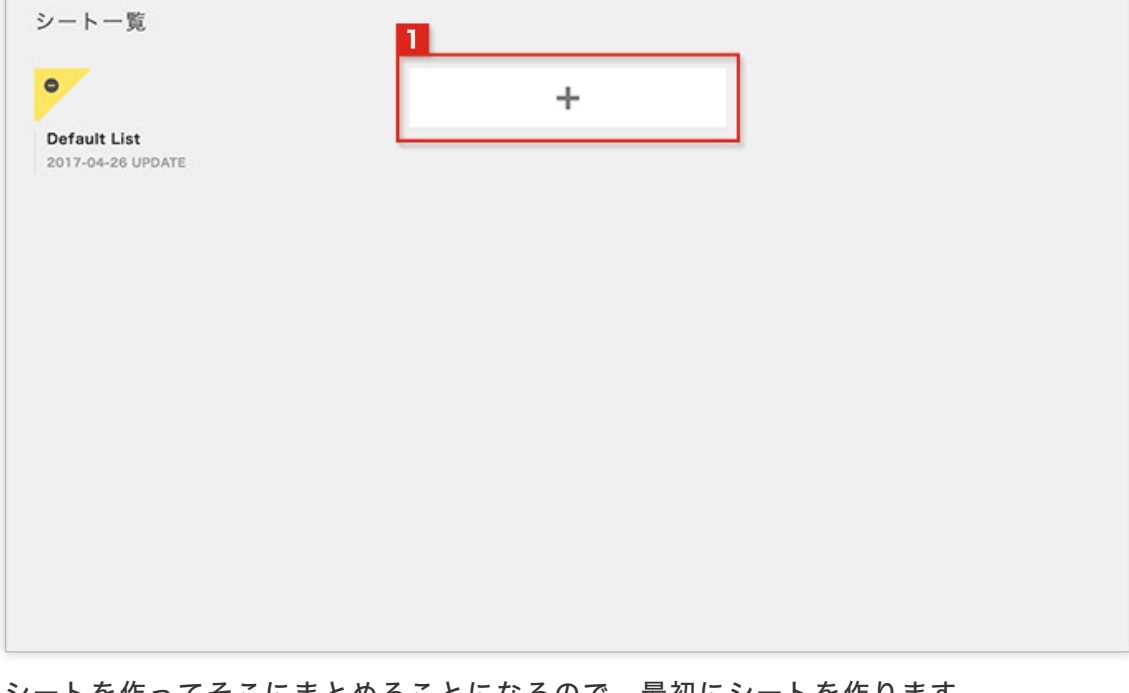 シート一覧
1
+
Default List
2017-04-26 UPDATE
シートを作ってそこにまとめることになるので、最初にシートを作ります